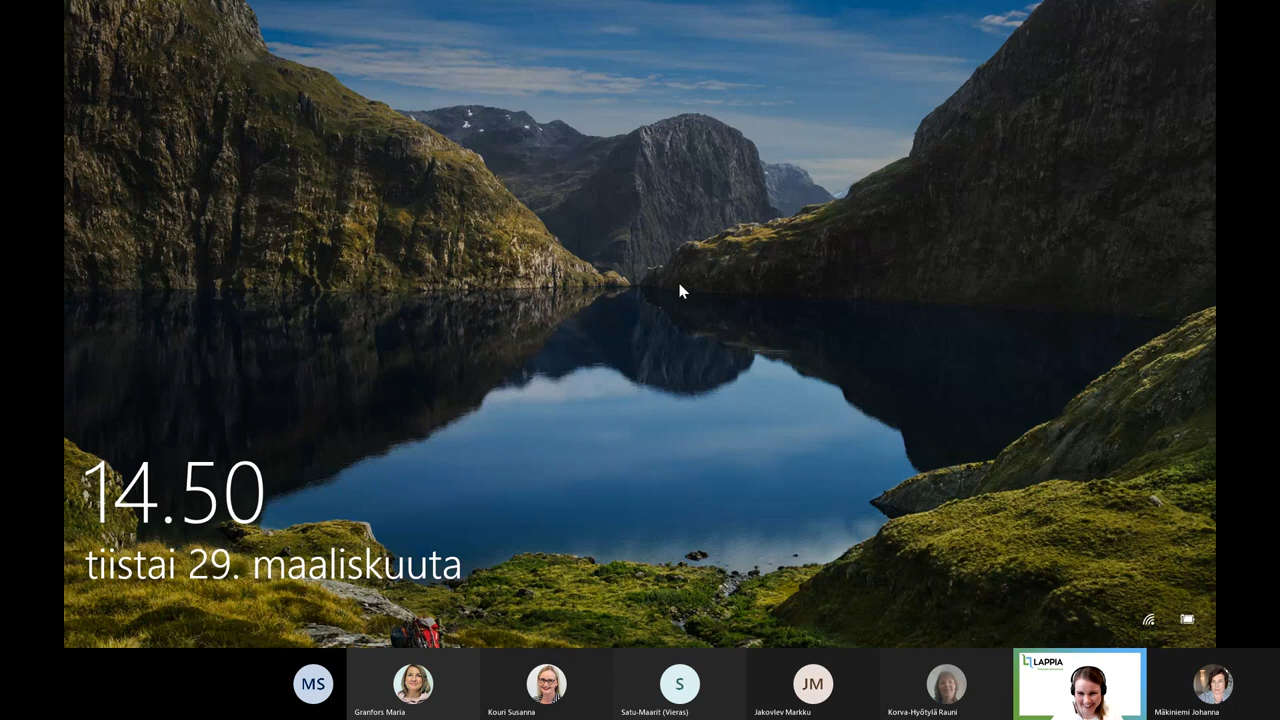 14.50
tiistai 29. maaliskuuta
MS
Granfors Maria
Kouri Susanna
S
Satu-Maarit (Vieras)
JM
Jakovlev Markku
Korva-Hyötylä Rauni
LAPPIA
Mäkiniemi Johanna